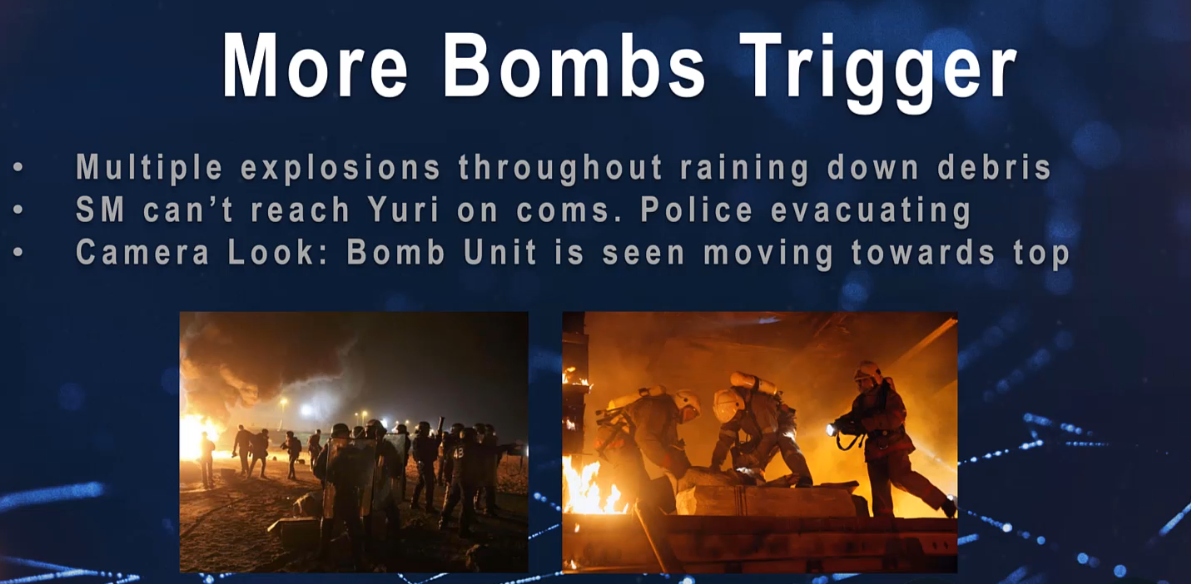 More Bombs Trigger
• Multiple explosions throughout raining down debris
• SM can’t reach Yuri on coms. Police evacuating
• Camera Look: Bomb Unit is seen moving towards top